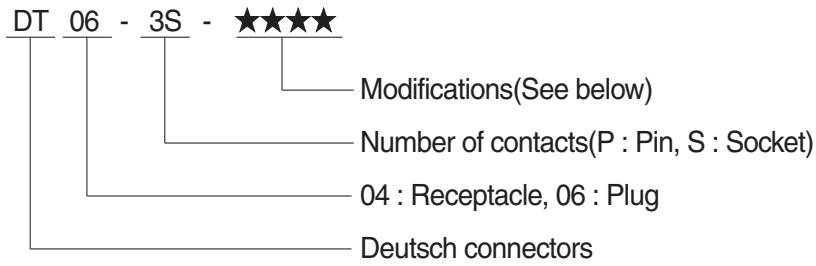 DT 06 - 3S - ★★★★
Modifications(See below)
Number of contacts(P : Pin, S : Socket)
04 : Receptacle, 06 : Plug
Deutsch connectors